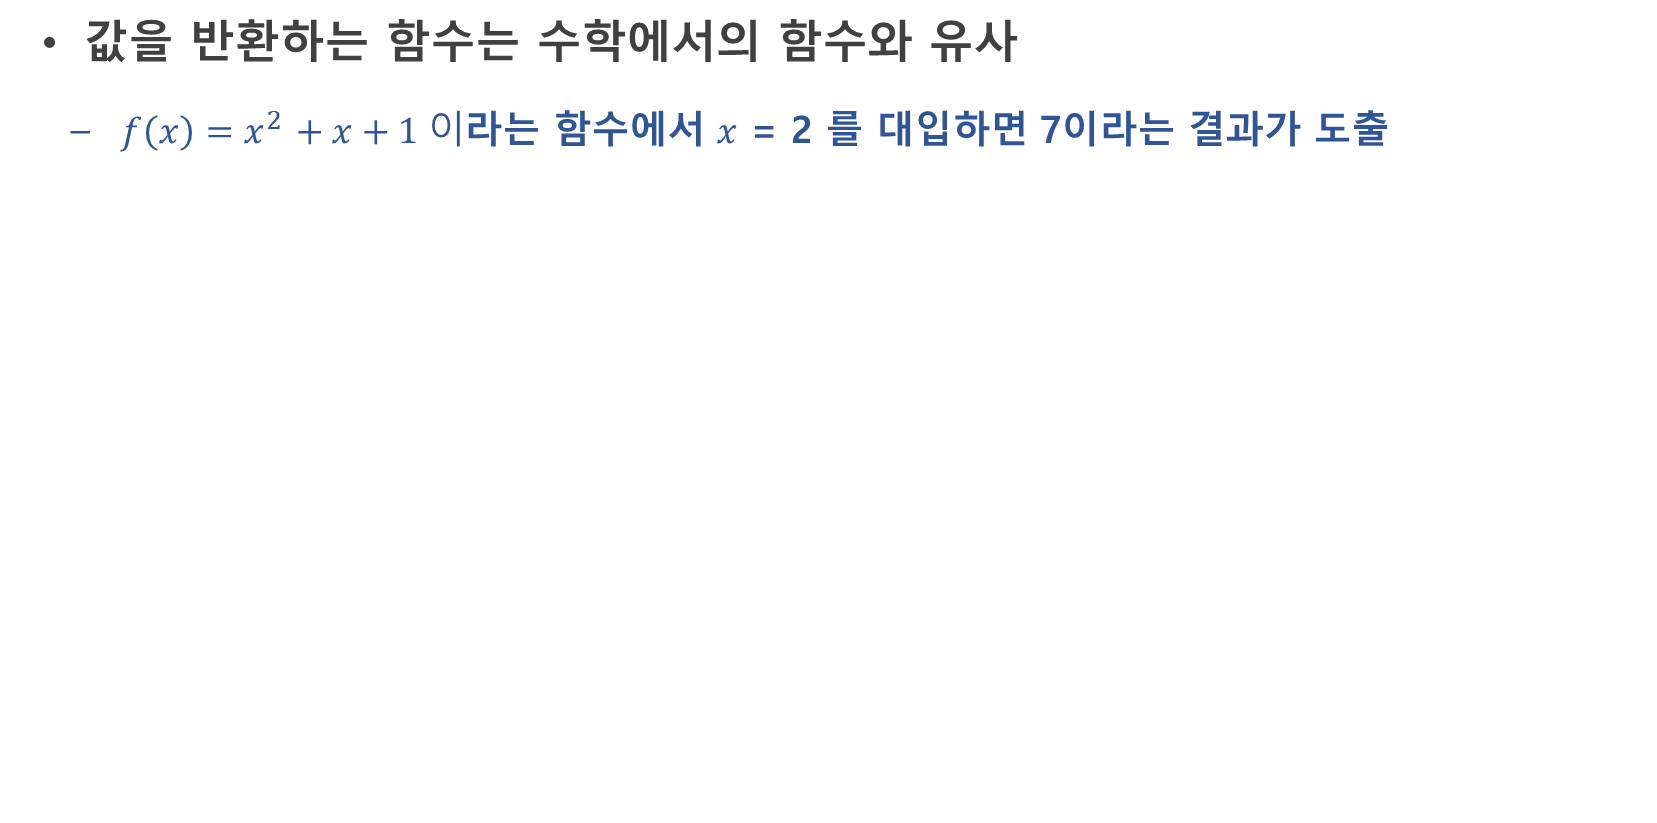 • 값을 반환하는 함수는 수학에서의 함수와 유사
– f(x) = x² + x + 1 이라는 함수에서 x = 2 를 대입하면 7이라는 결과가 도출